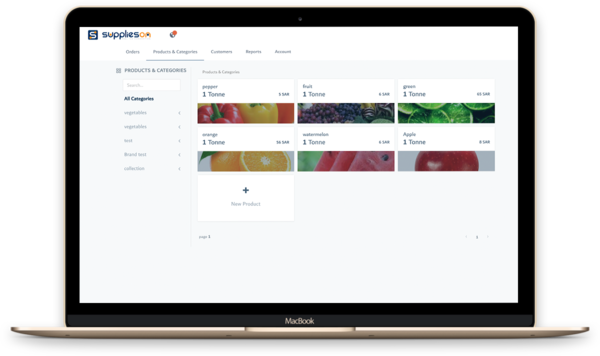 S supplieson
Orders Products & Categories Customers Reports Account
PRODUCTS & CATEGORIES
Search...
All Categories
vegetables
vegetables
test
Brand test
collection
Products & Categories
pepper
1 Tonne 5 SAR
fruit
1 Tonne 6 SAR
green
1 Tonne 65 SAR
orange
1 Tonne 56 SAR
watermelon
1 Tonne 6 SAR
Apple
1 Tonne 8 SAR
+
New Product
page 1
‹ 1 ›
MacBook